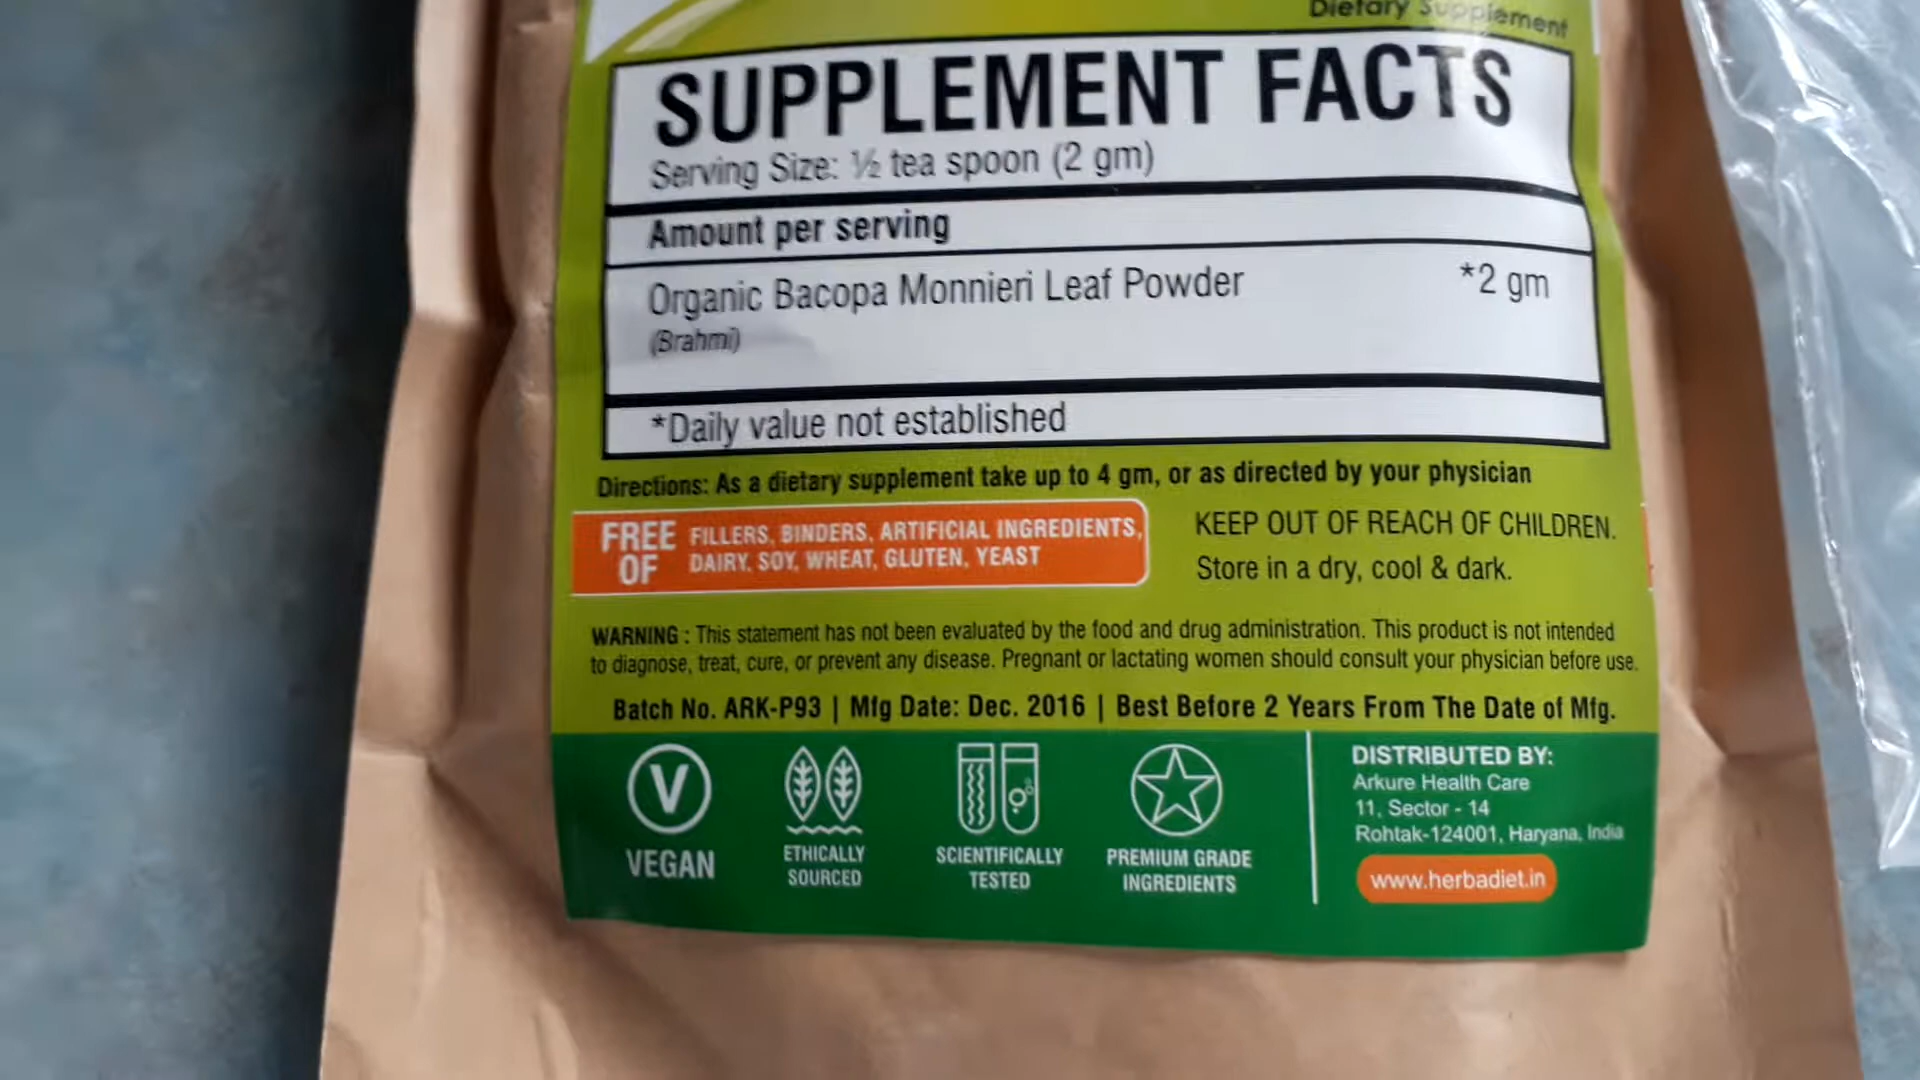 Dietary Supplement
SUPPLEMENT FACTS
Serving Size: ½ tea spoon (2 gm)
Amount per serving
Organic Bacopa Monnieri Leaf Powder *2 gm
(Brahmi)
*Daily value not established
Directions: As a dietary supplement take up to 4 gm, or as directed by your physician
FREE OF
FILLERS, BINDERS, ARTIFICIAL INGREDIENTS,
DAIRY, SOY, WHEAT, GLUTEN, YEAST
KEEP OUT OF REACH OF CHILDREN.
Store in a dry, cool & dark.
WARNING : This statement has not been evaluated by the food and drug administration. This product is not intended
to diagnose, treat, cure, or prevent any disease. Pregnant or lactating women should consult your physician before use.
Batch No. ARK-P93 | Mfg Date: Dec. 2016 | Best Before 2 Years From The Date of Mfg.
V
VEGAN
ETHICALLY
SOURCED
SCIENTIFICALLY
TESTED
PREMIUM GRADE
INGREDIENTS
DISTRIBUTED BY:
Arkure Health Care
11, Sector - 14
Rohtak-124001, Haryana, India
www.herbadiet.in